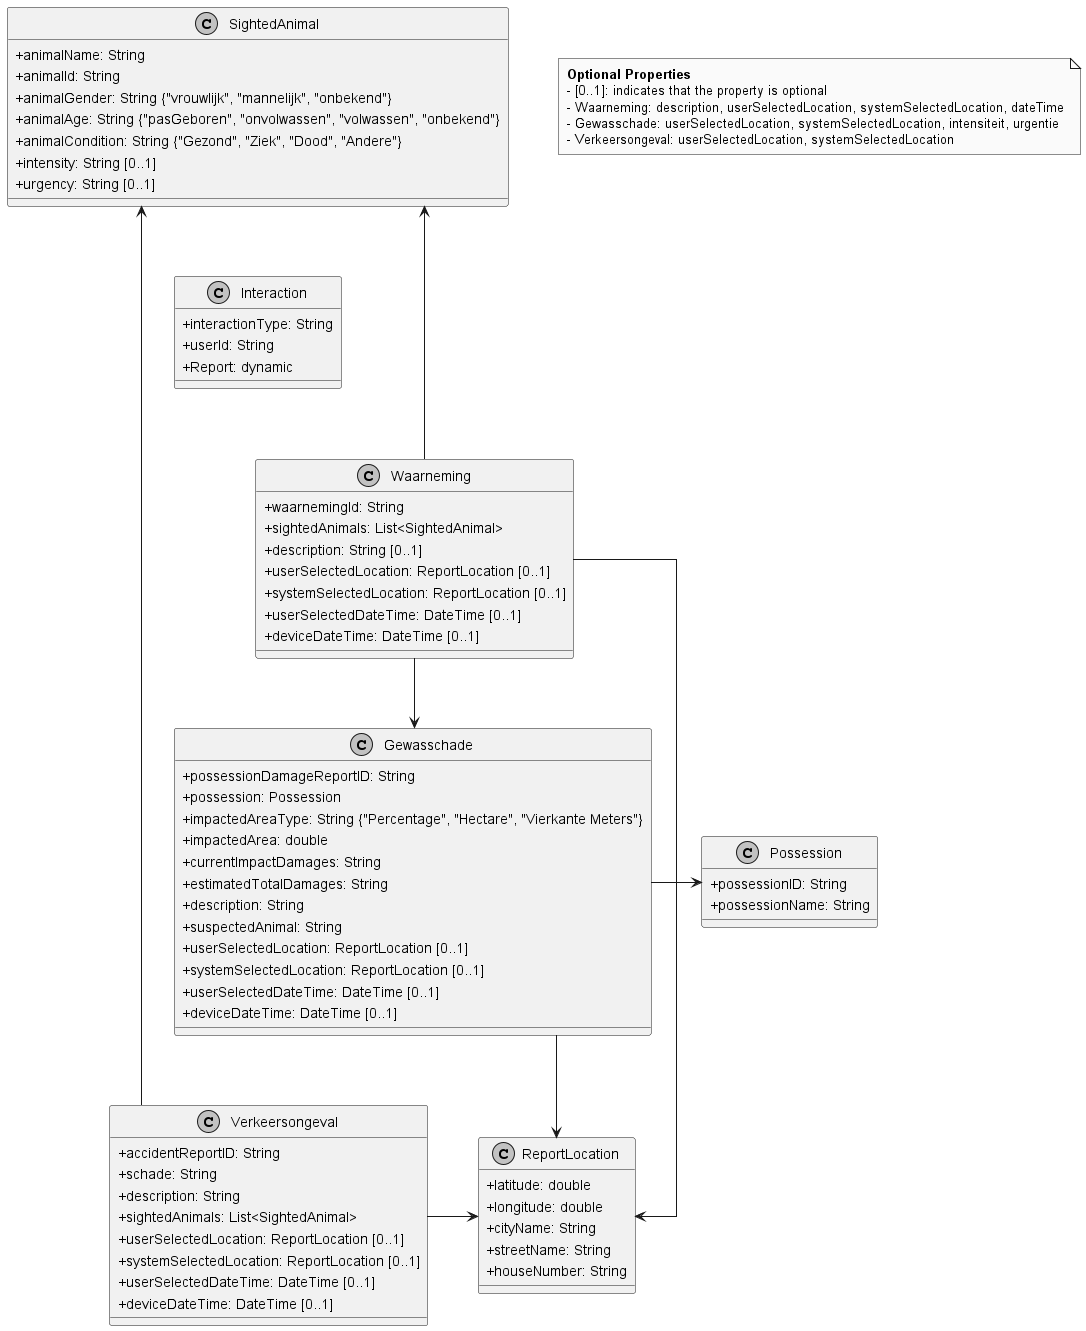 C SightedAnimal
+animalName: String
+animalId: String
+animalGender: String {"vrouwlijk", "mannelijk", "onbekend"}
+animalAge: String {"pasGeboren", "onvolwassen", "volwassen", "onbekend"}
+animalCondition: String {"Gezond", "Ziek", "Dood", "Andere"}
+intensity: String [0..1]
+urgency: String [0..1]
Optional Properties
- [0..1]: indicates that the property is optional
- Waarneming: description, userSelectedLocation, systemSelectedLocation, dateTime
- Gewasschade: userSelectedLocation, systemSelectedLocation, intensiteit, urgentie
- Verkeersongeval: userSelectedLocation, systemSelectedLocation
C Interaction
+interactionType: String
+userId: String
+Report: dynamic
C Waarneming
+waarnemingId: String
+sightedAnimals: List<SightedAnimal>
+description: String [0..1]
+userSelectedLocation: ReportLocation [0..1]
+systemSelectedLocation: ReportLocation [0..1]
+userSelectedDateTime: DateTime [0..1]
+deviceDateTime: DateTime [0..1]
C Gewasschade
+possessionDamageReportID: String
+possession: Possession
+impactedAreaType: String {"Percentage", "Hectare", "Vierkante Meters"}
+impactedArea: double
+currentImpactDamages: String
+estimatedTotalDamages: String
+description: String
+suspectedAnimal: String
+userSelectedLocation: ReportLocation [0..1]
+systemSelectedLocation: ReportLocation [0..1]
+userSelectedDateTime: DateTime [0..1]
+deviceDateTime: DateTime [0..1]
C Possession
+possessionID: String
+possessionName: String
C Verkeersongeval
+accidentReportID: String
+schade: String
+description: String
+sightedAnimals: List<SightedAnimal>
+userSelectedLocation: ReportLocation [0..1]
+systemSelectedLocation: ReportLocation [0..1]
+userSelectedDateTime: DateTime [0..1]
+deviceDateTime: DateTime [0..1]
C ReportLocation
+latitude: double
+longitude: double
+cityName: String
+streetName: String
+houseNumber: String